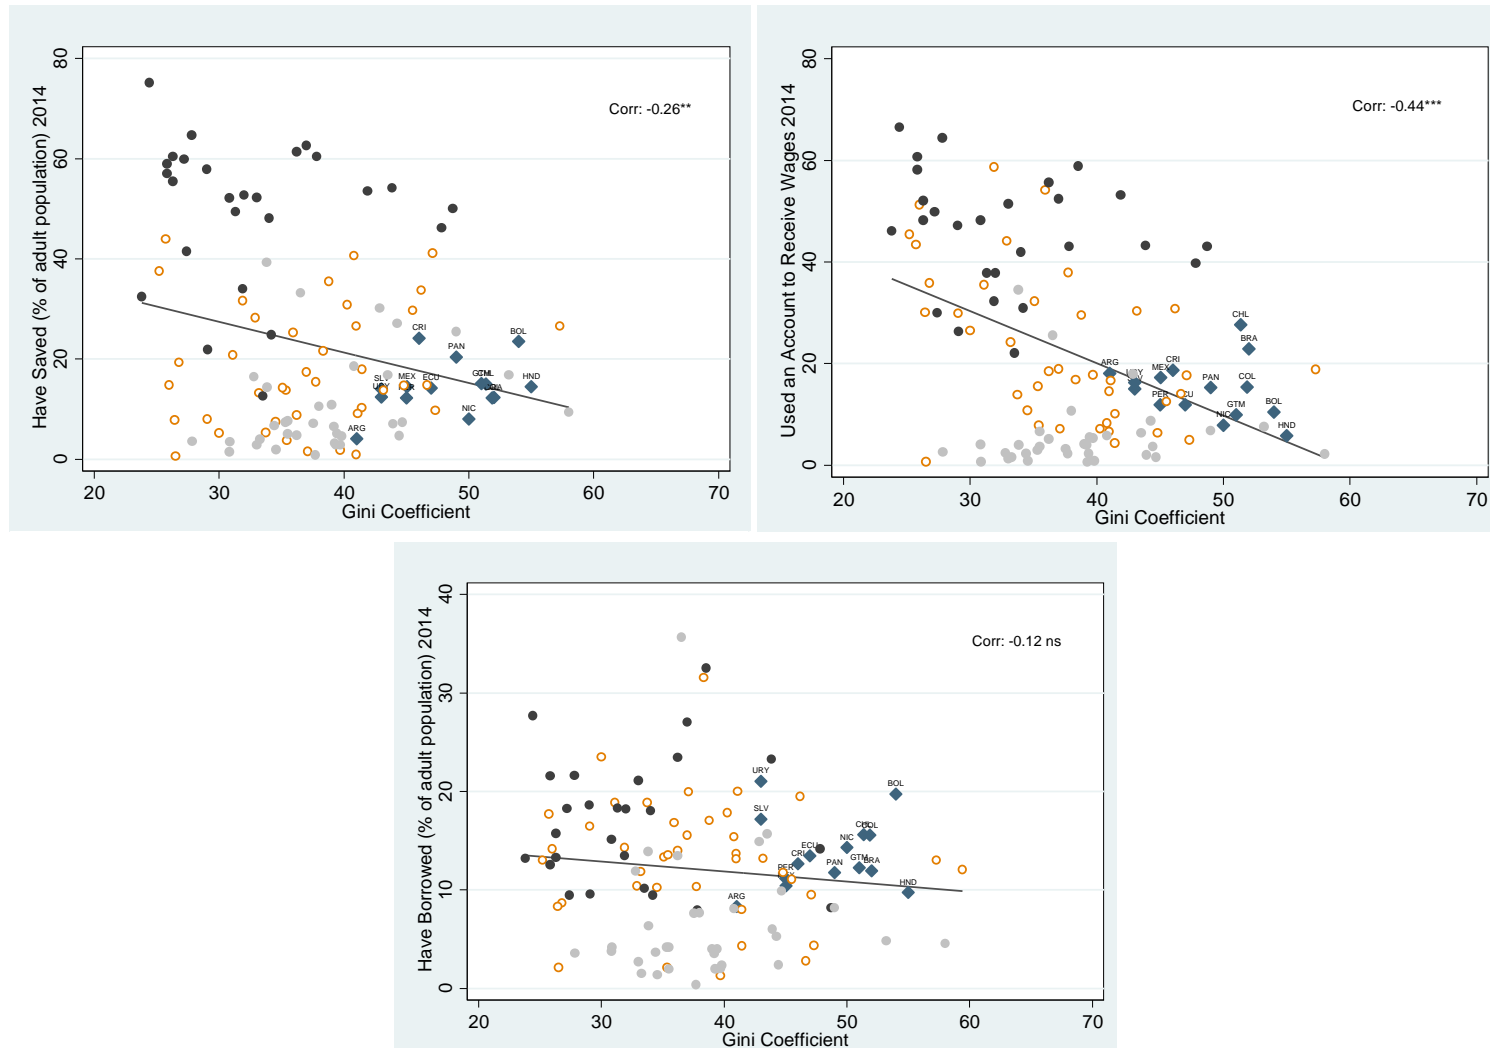 Have Saved (% of adult population) 2014
80
60
40
20
0
Corr: -0.26**
CRI
BOL
PAN
MEX
ECU
HND
NIC
ARG
20 30 40 50 60 70
Gini Coefficient
Used an Account to Receive Wages 2014
80
60
40
20
0
Corr: -0.44***
CHL
BRA
ARG
MEX
CRI
PAN
COL
PER
GTM
BOL
NIC
HND
20 30 40 50 60 70
Gini Coefficient
Have Borrowed (% of adult population) 2014
40
30
20
10
0
Corr: -0.12 ns
URY
BOL
SLV
NIC
ECU
CRI
PAN
GTM
BRA
PER
HND
ARG
20 30 40 50 60 70
Gini Coefficient